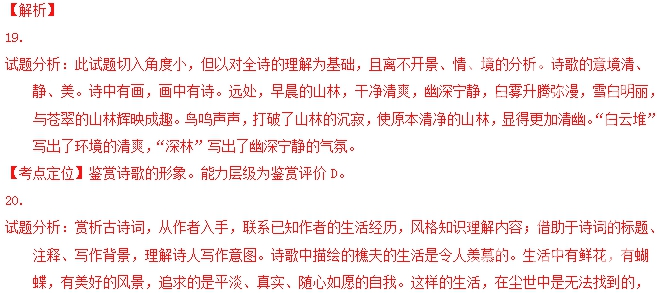 【解析】
19.
试题分析：此试题切入角度小，但以对全诗的理解为基础，且离不开景、情、境的分析。诗歌的意境清、
静、美。诗中有画，画中有诗。远处，早晨的山林，干净清爽，幽深宁静，白雾升腾弥漫，雪白明丽，
与苍翠的山林辉映成趣。鸟鸣声声，打破了山林的沉寂，使原本清净的山林，显得更加清幽。“白云堆”
写出了环境的清爽，“深林”写出了幽深宁静的气氛。
【考点定位】鉴赏诗歌的形象。能力层级为鉴赏评价 D。
20.
试题分析：赏析古诗词，从作者入手，联系已知作者的生活经历，风格知识理解内容；借助于诗词的标题、
注释、写作背景，理解诗人写作意图。诗歌中描绘的樵夫的生活是令人羡慕的。生活中有鲜花，有蝴
蝶，有美好的风景，追求的是平淡、真实、随心如愿的自我。这样的生活，在尘世中是无法找到的，